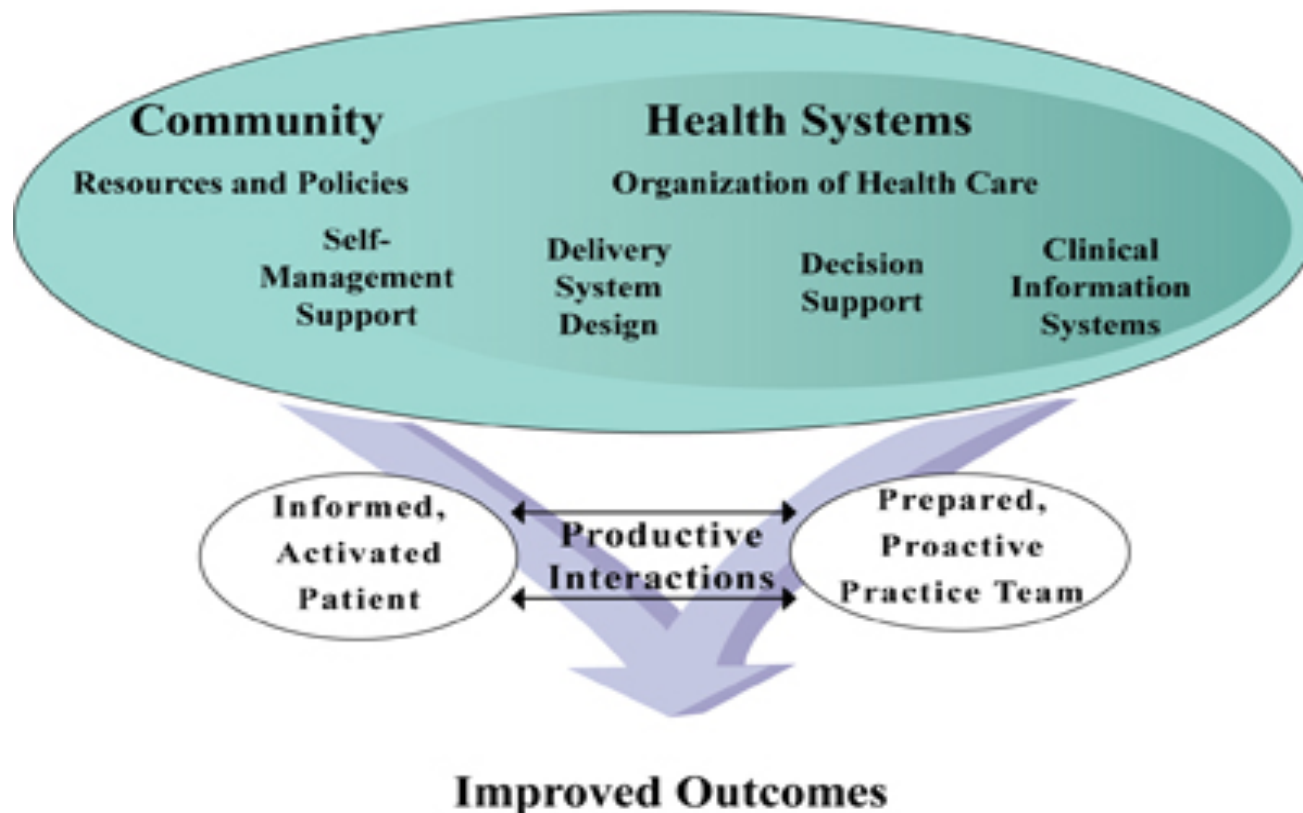 Community
Health Systems
Resources and Policies
Organization of Health Care
Self-
Management
Support
Delivery
System
Design
Decision
Support
Clinical
Information
Systems
Informed,
Activated
Patient
Productive
Interactions
Prepared,
Proactive
Practice Team
Improved Outcomes